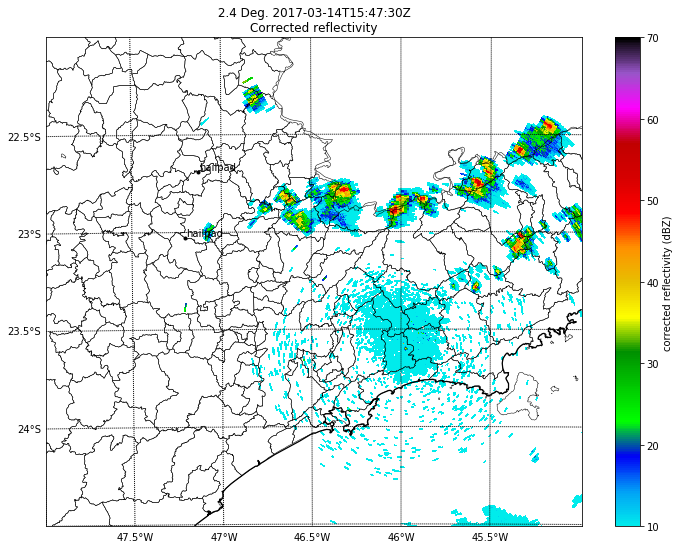 2.4 Deg. 2017-03-14T15:47:30Z
Corrected reflectivity
22.5°S
23°S
23.5°S
24°S
hailpad
hailpad
47.5°W
47°W
46.5°W
46°W
45.5°W
70
60
50
40
30
20
10
corrected reflectivity (dBZ)